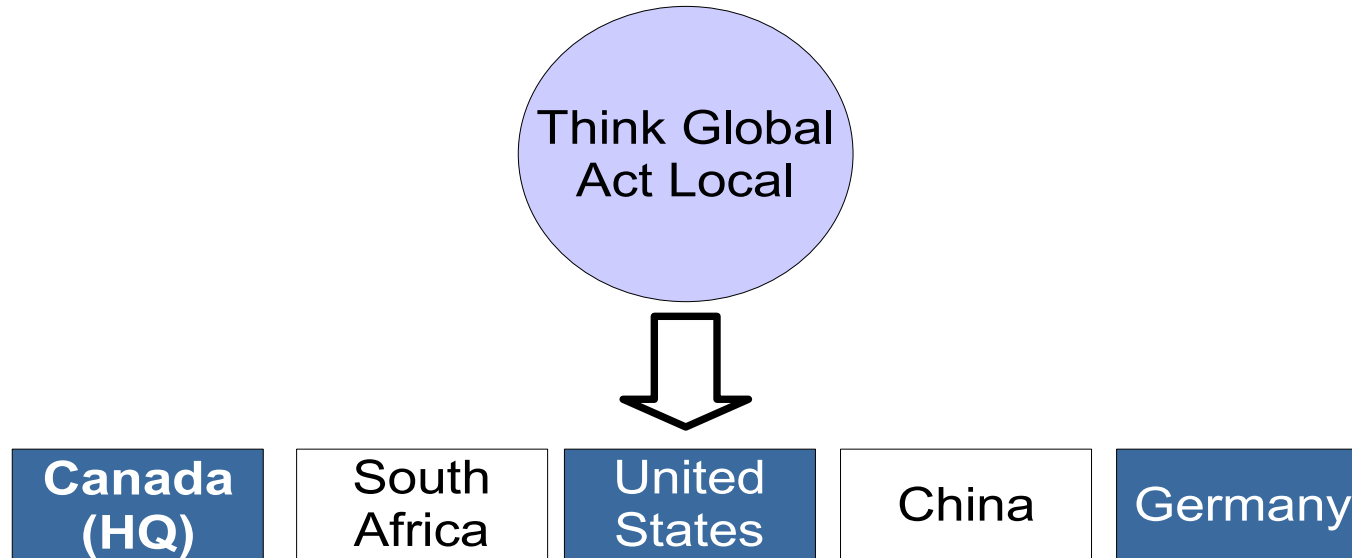 Think Global
Act Local
Canada
(HQ)
South
Africa
United
States
China
Germany